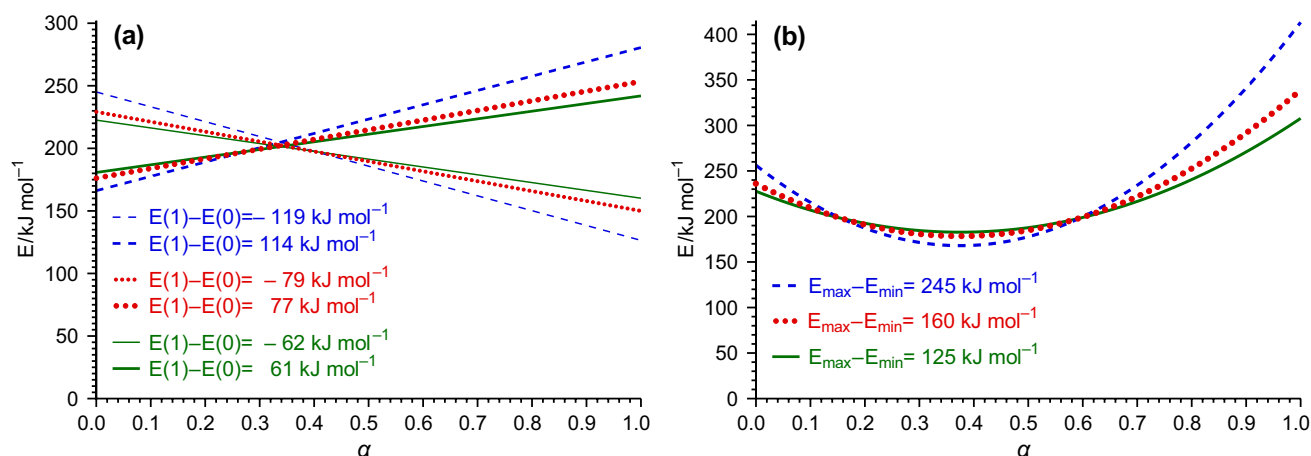 (a)
E/kJ mol⁻¹
300
250
200
150
100
50
0
E(1)–E(0)=– 119 kJ mol⁻¹
E(1)–E(0)= 114 kJ mol⁻¹
E(1)–E(0)= – 79 kJ mol⁻¹
E(1)–E(0)= 77 kJ mol⁻¹
E(1)–E(0)= – 62 kJ mol⁻¹
E(1)–E(0)= 61 kJ mol⁻¹
0.0 0.1 0.2 0.3 0.4 0.5 0.6 0.7 0.8 0.9 1.0
α
(b)
E/kJ mol⁻¹
400
350
300
250
200
150
100
50
0
Emax–Emin= 245 kJ mol⁻¹
Emax–Emin= 160 kJ mol⁻¹
Emax–Emin= 125 kJ mol⁻¹
0.0 0.1 0.2 0.3 0.4 0.5 0.6 0.7 0.8 0.9 1.0
α